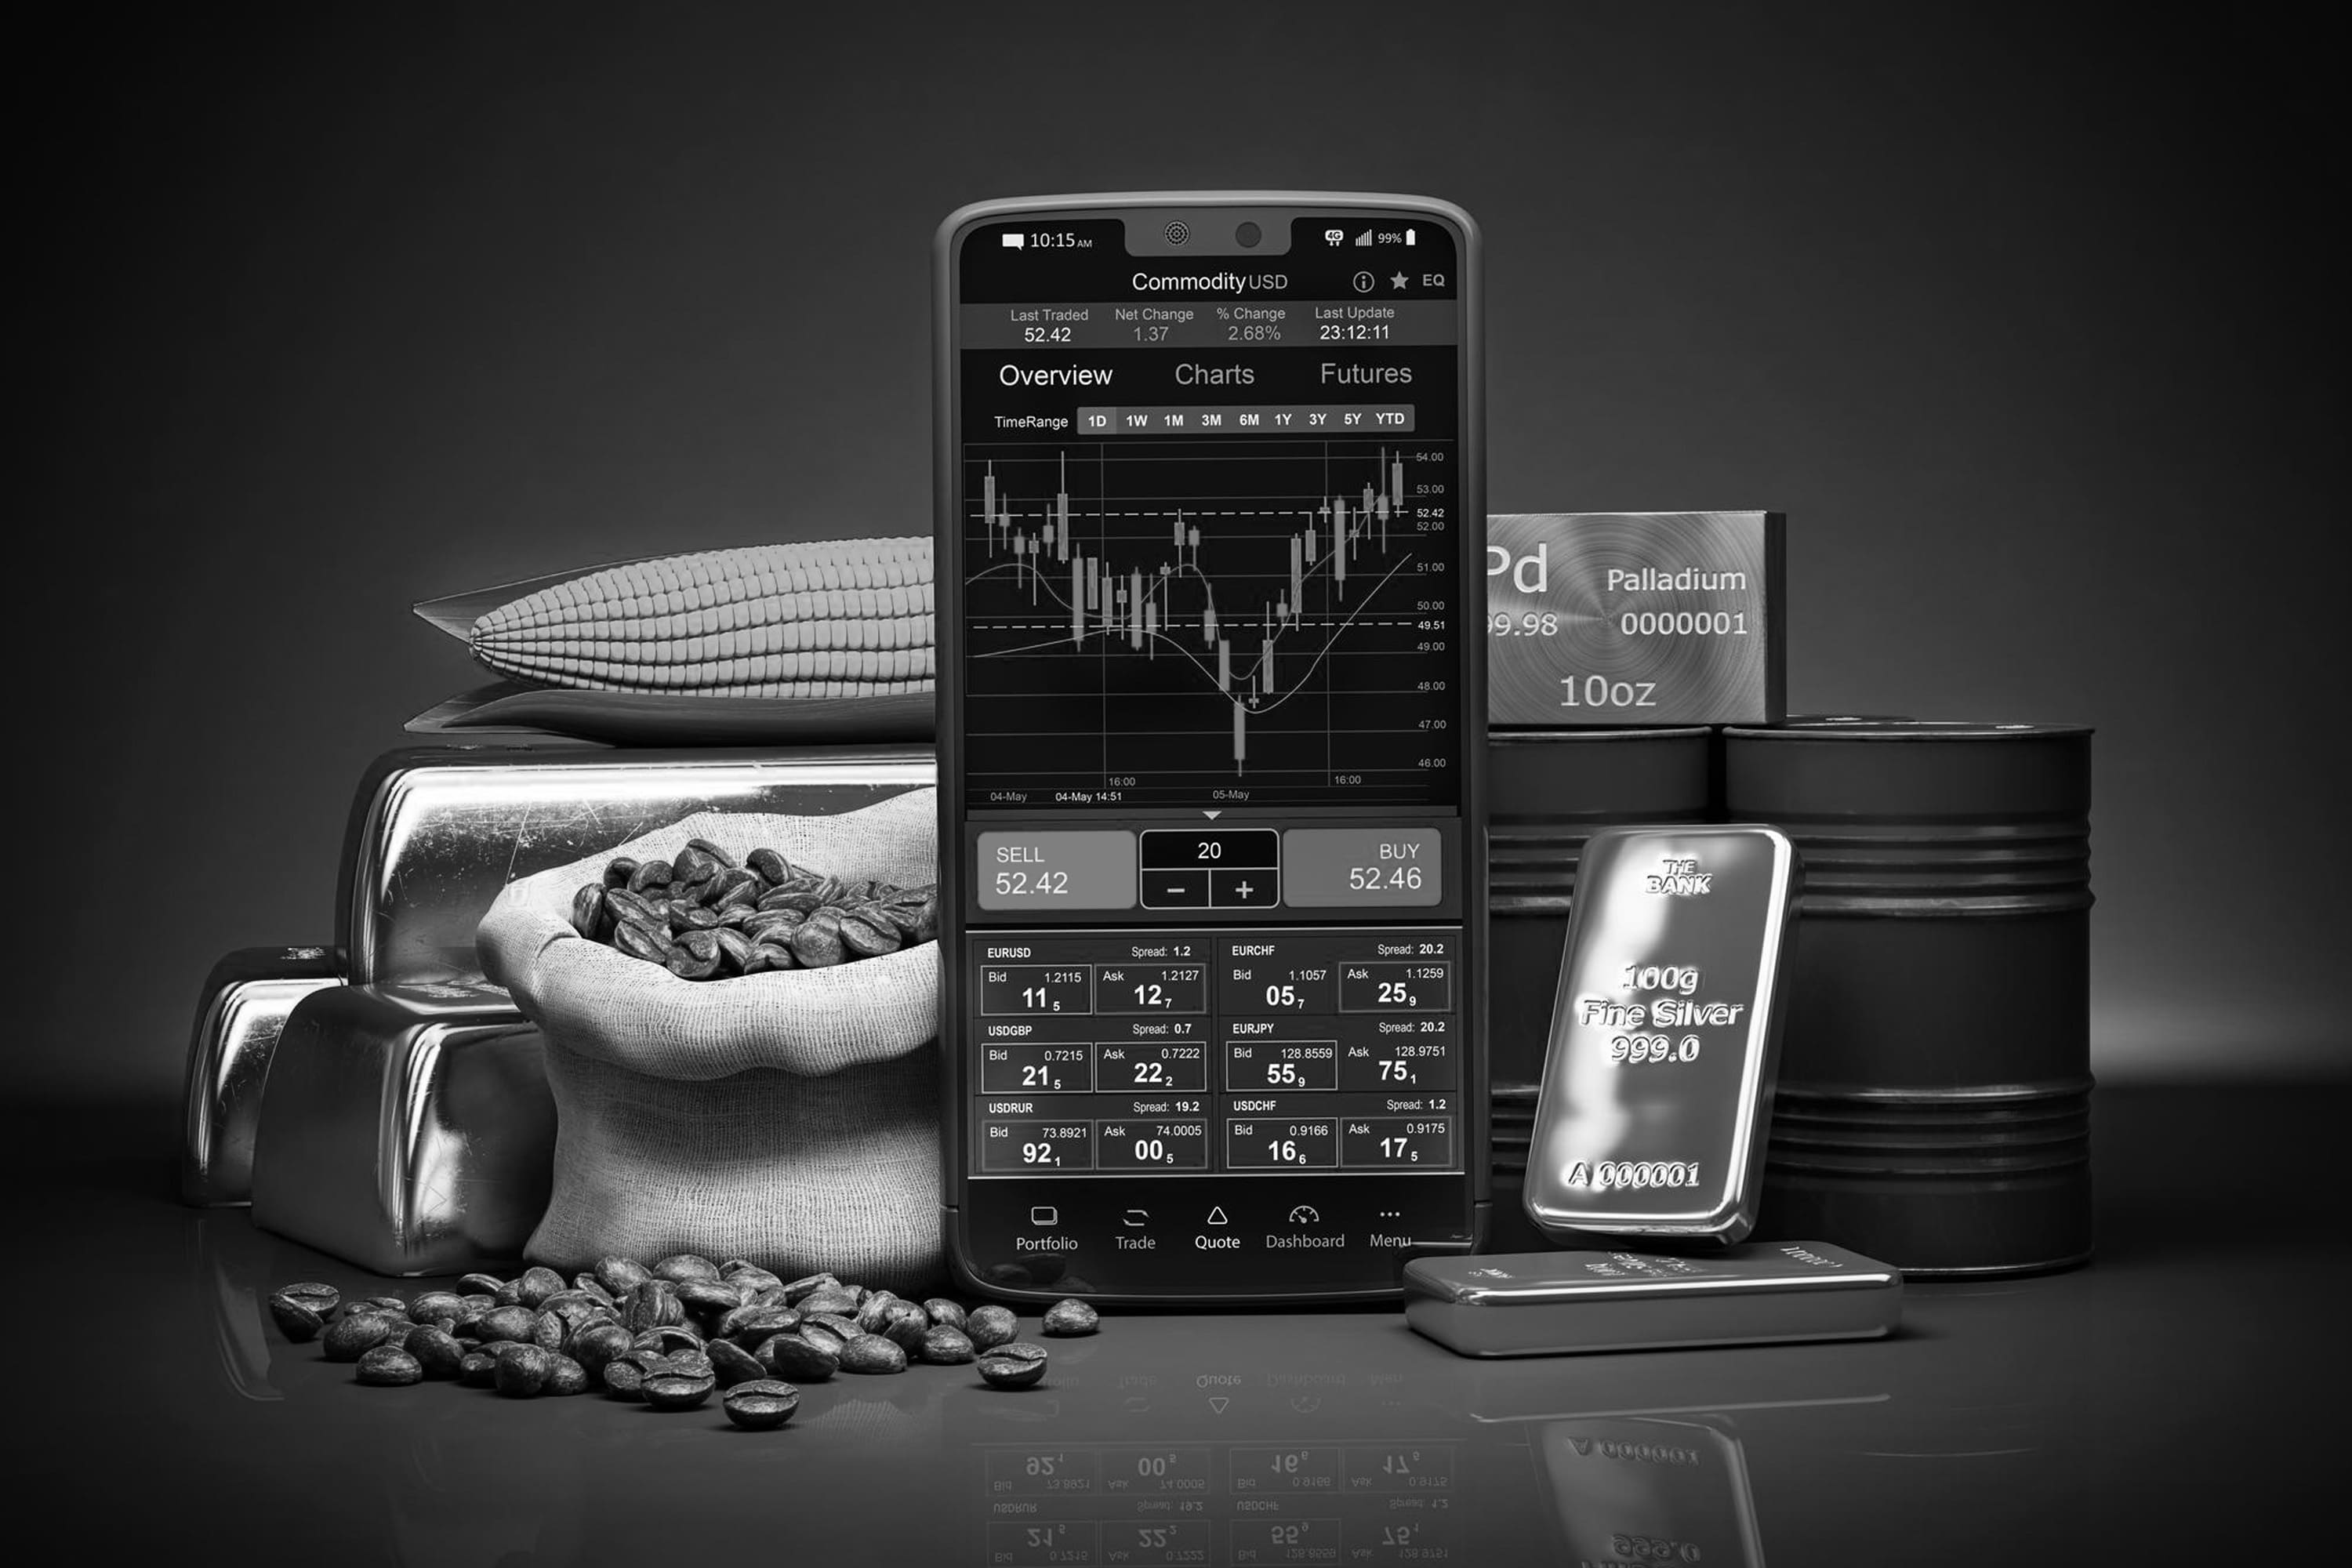 10:15 AM 4G 99%
Commodity USD EQ
Last Traded Net Change % Change Last Update
52.42 1.37 2.68% 23:12:11
Overview Charts Futures
TimeRange 1D 1W 1M 3M 6M 1Y 3Y 5Y YTD
54.00
53.00
52.42
52.00
51.00
50.00
49.51
49.00
48.00
47.00
46.00
16:00 16:00
04-May 04-May 14:51 05-May
SELL 20 BUY
52.42 − + 52.46
EURUSD Spread: 1.2 EURCHF Spread: 20.2
Bid 1.2115 Ask 1.2127 Bid 1.1057 Ask 1.1259
11 5 12 7 05 7 25 9
USDGBP Spread: 0.7 EURJPY Spread: 20.2
Bid 0.7215 Ask 0.7222 Bid 128.8559 Ask 128.9751
21 5 22 2 55 9 75 1
USDRUR Spread: 19.2 USDCHF Spread: 1.2
Bid 73.8921 Ask 74.0005 Bid 0.9166 Ask 0.9175
92 1 00 5 16 6 17 5
Portfolio Trade Quote Dashboard Menu
Pd Palladium
99.98 0000001
10oz
THE
BANK
100g
Fine Silver
999.0
A 000001